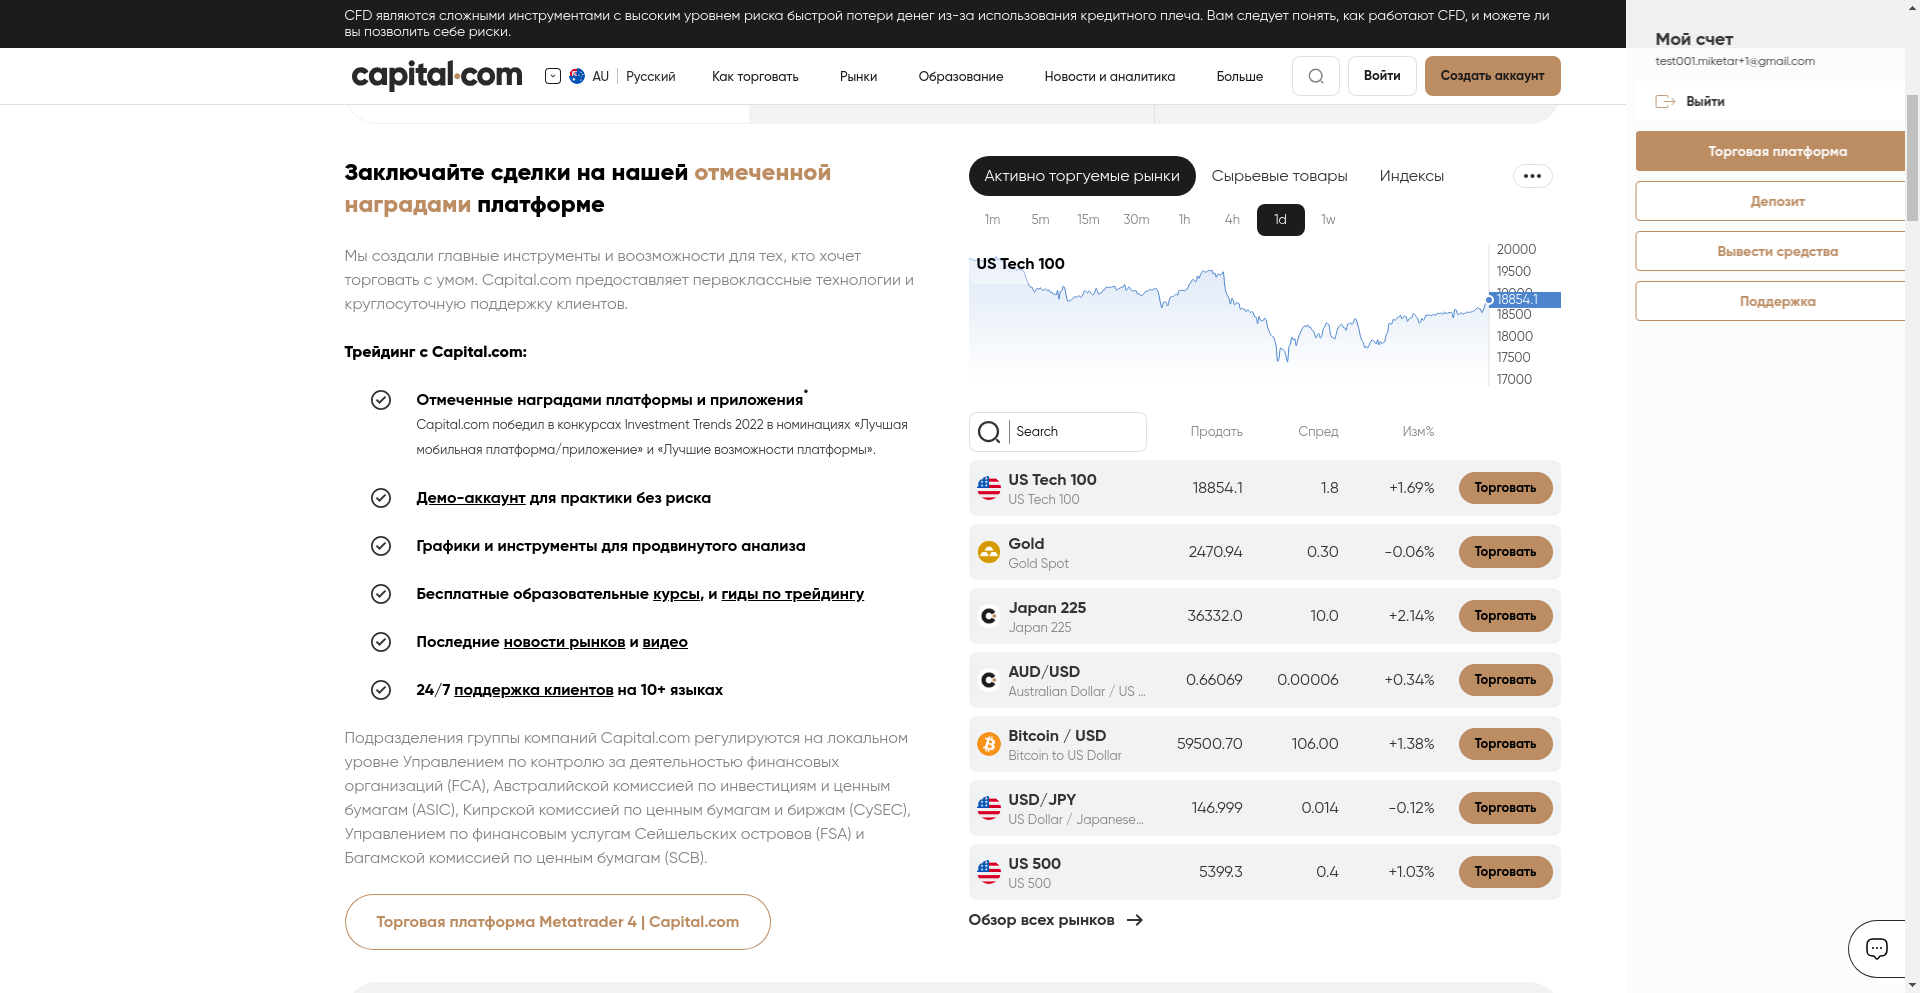 CFD являются сложными инструментами с высоким уровнем риска быстрой потери денег из-за использования кредитного плеча. Вам следует понять, как работают CFD, и можете ли
вы позволить себе риски.
capital.com
AU Русский Как торговать Рынки Образование Новости и аналитика Больше Войти Создать аккаунт
Мой счет
test001.miketar+1@gmail.com
Выйти
Торговая платформа
Депозит
Вывести средства
Поддержка
Заключайте сделки на нашей отмеченной
наградами платформе
Мы создали главные инструменты и воозможности для тех, кто хочет
торговать с умом. Capital.com предоставляет первоклассные технологии и
круглосуточную поддержку клиентов.
Трейдинг с Capital.com:
Отмеченные наградами платформы и приложения*
Capital.com победил в конкурсах Investment Trends 2022 в номинациях «Лучшая
мобильная платформа/приложение» и «Лучшие возможности платформы».
Демо-аккаунт для практики без риска
Графики и инструменты для продвинутого анализа
Бесплатные образовательные курсы, и гиды по трейдингу
Последние новости рынков и видео
24/7 поддержка клиентов на 10+ языках
Подразделения группы компаний Capital.com регулируются на локальном
уровне Управлением по контролю за деятельностью финансовых
организаций (FCA), Австралийской комиссией по инвестициям и ценным
бумагам (ASIC), Кипрской комиссией по ценным бумагам и биржам (CySEC),
Управлением по финансовым услугам Сейшельских островов (FSA) и
Багамской комиссией по ценным бумагам (SCB).
Торговая платформа Metatrader 4 | Capital.com
Активно торгуемые рынки Сырьевые товары Индексы
1m 5m 15m 30m 1h 4h 1d 1w
US Tech 100
20000
19500
19000
18854.1
18500
18000
17500
17000
Search Продать Спред Изм%
US Tech 100
US Tech 100
18854.1 1.8 +1.69% Торговать
Gold
Gold Spot
2470.94 0.30 -0.06% Торговать
Japan 225
Japan 225
36332.0 10.0 +2.14% Торговать
AUD/USD
Australian Dollar / US ...
0.66069 0.00006 +0.34% Торговать
Bitcoin / USD
Bitcoin to US Dollar
59500.70 106.00 +1.38% Торговать
USD/JPY
US Dollar / Japanese...
146.999 0.014 -0.12% Торговать
US 500
US 500
5399.3 0.4 +1.03% Торговать
Обзор всех рынков